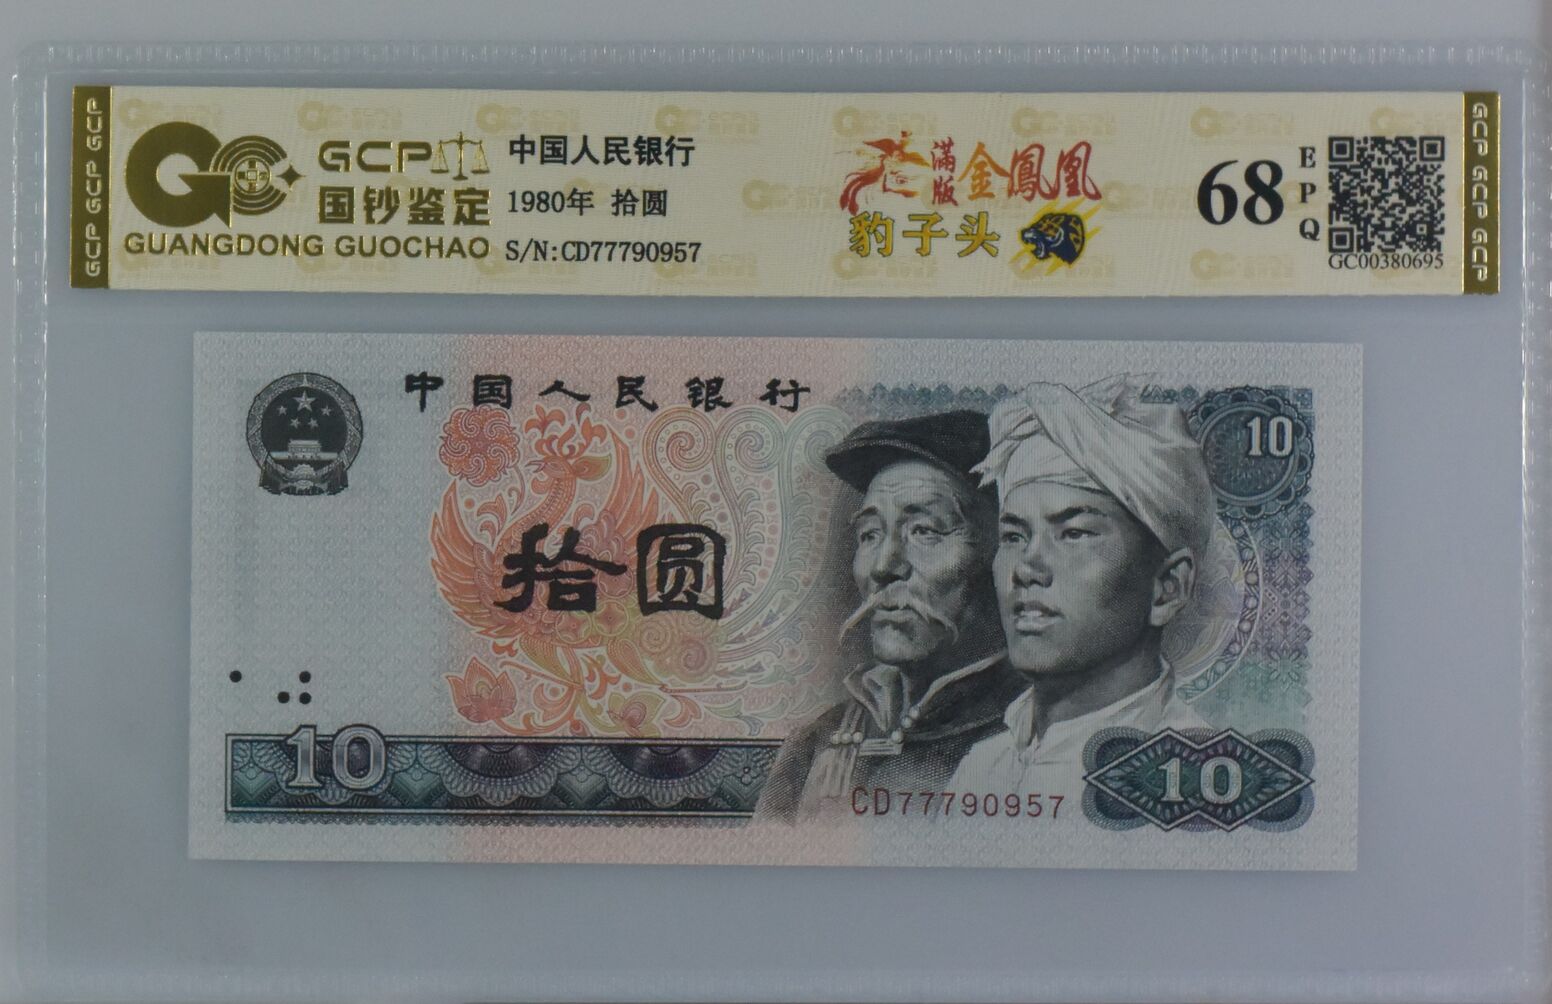 GCP GCP GCP
GCP
国钞鉴定
GUANGDONG GUOCHAO
中国人民银行
1980年 拾圆
S/N:CD77790957
满版金鳳凰
豹子头
68
EPQ
GC00380695
GCP GCP GCP
中国人民银行
10
拾圆
10
CD77790957
10